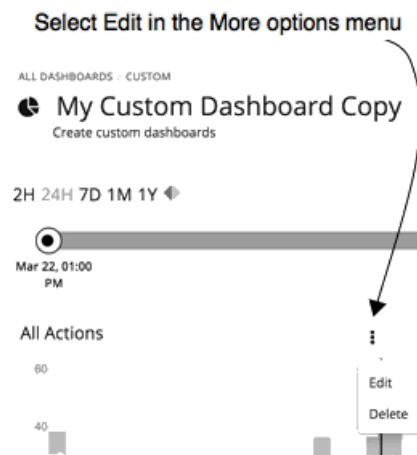 Select Edit in the More options menu
ALL DASHBOARDS / CUSTOM
My Custom Dashboard Copy
Create custom dashboards
2H 24H 7D 1M 1Y
Mar 22, 01:00
PM
All Actions
60
Edit
Delete
40